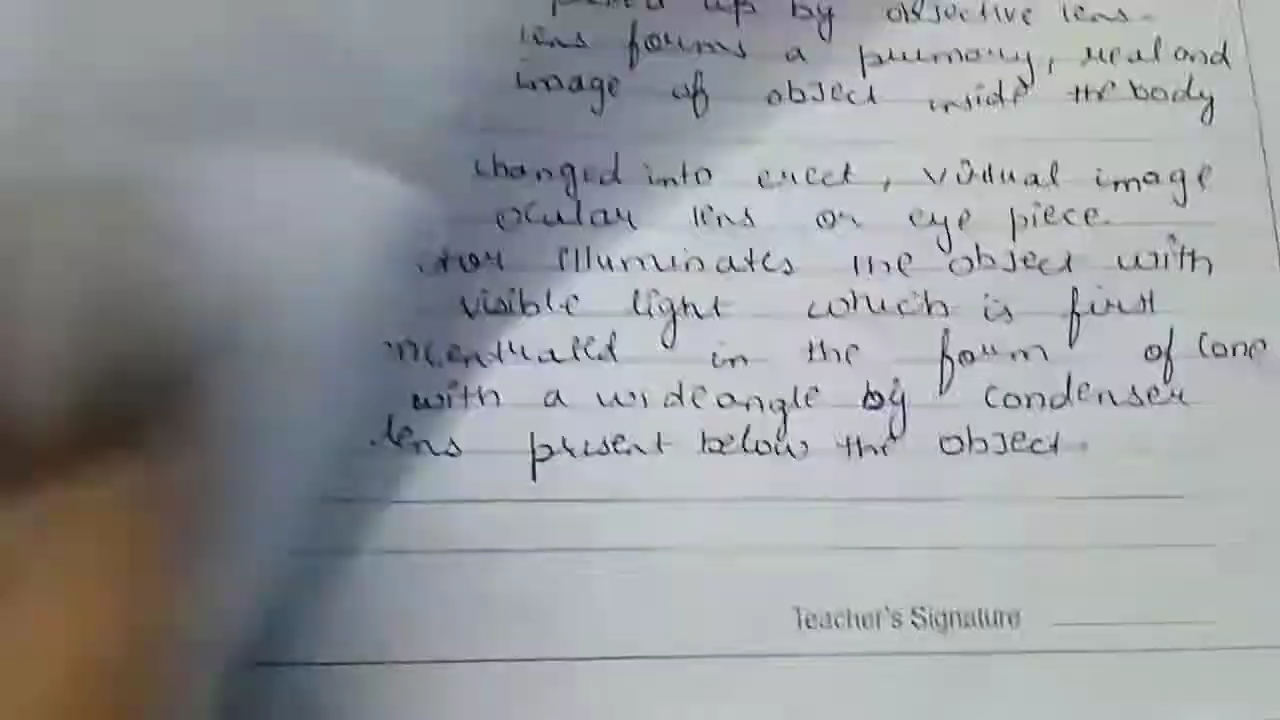 up by objective lens.
lens forms a primary, real and
image of object inside the body
changed into erect, virtual image
ocular lens or eye piece.
illuminates the object with
visible light which is first
in the form of cone
with a wide angle by condenser
lens present below the object.
Teacher's Signature